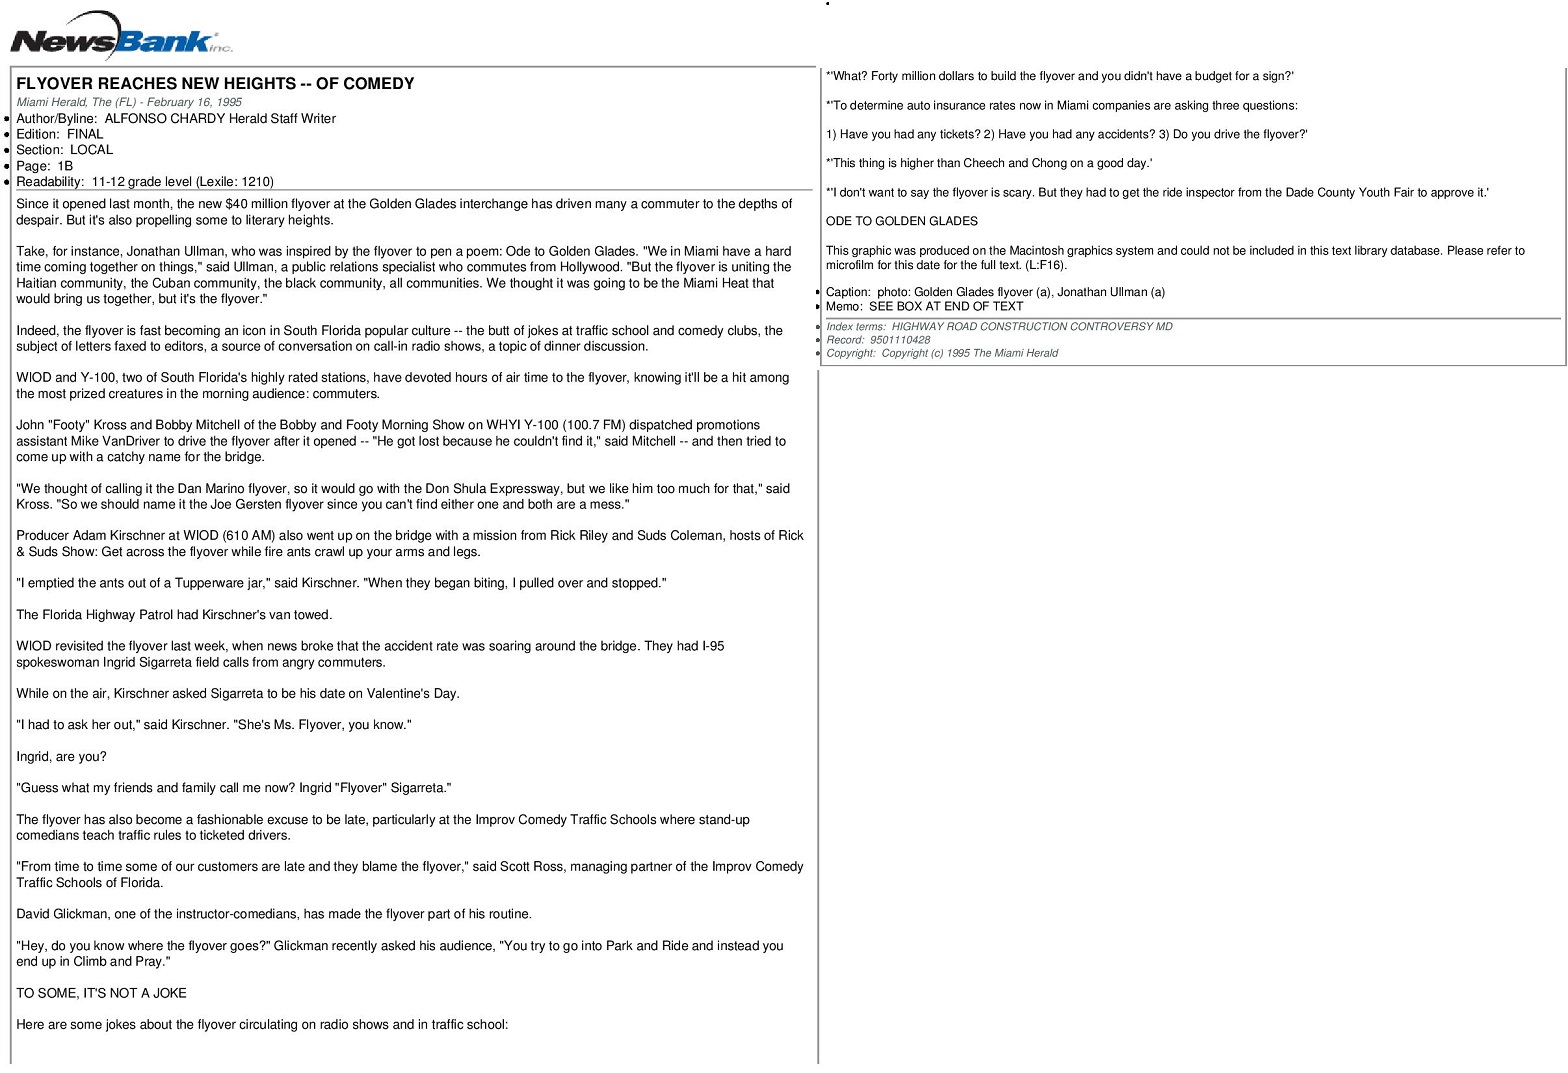 NewsBank inc.
FLYOVER REACHES NEW HEIGHTS -- OF COMEDY
Miami Herald, The (FL) - February 16, 1995
• Author/Byline: ALFONSO CHARDY Herald Staff Writer
• Edition: FINAL
• Section: LOCAL
• Page: 1B
• Readability: 11-12 grade level (Lexile: 1210)
Since it opened last month, the new $40 million flyover at the Golden Glades interchange has driven many a commuter to the depths of
despair. But it's also propelling some to literary heights.
Take, for instance, Jonathan Ullman, who was inspired by the flyover to pen a poem: Ode to Golden Glades. "We in Miami have a hard
time coming together on things," said Ullman, a public relations specialist who commutes from Hollywood. "But the flyover is uniting the
Haitian community, the Cuban community, the black community, all communities. We thought it was going to be the Miami Heat that
would bring us together, but it's the flyover."
Indeed, the flyover is fast becoming an icon in South Florida popular culture -- the butt of jokes at traffic school and comedy clubs, the
subject of letters faxed to editors, a source of conversation on call-in radio shows, a topic of dinner discussion.
WIOD and Y-100, two of South Florida's highly rated stations, have devoted hours of air time to the flyover, knowing it'll be a hit among
the most prized creatures in the morning audience: commuters.
John "Footy" Kross and Bobby Mitchell of the Bobby and Footy Morning Show on WHYI Y-100 (100.7 FM) dispatched promotions
assistant Mike VanDriver to drive the flyover after it opened -- "He got lost because he couldn't find it," said Mitchell -- and then tried to
come up with a catchy name for the bridge.
"We thought of calling it the Dan Marino flyover, so it would go with the Don Shula Expressway, but we like him too much for that," said
Kross. "So we should name it the Joe Gersten flyover since you can't find either one and both are a mess."
Producer Adam Kirschner at WIOD (610 AM) also went up on the bridge with a mission from Rick Riley and Suds Coleman, hosts of Rick
& Suds Show: Get across the flyover while fire ants crawl up your arms and legs.
"I emptied the ants out of a Tupperware jar," said Kirschner. "When they began biting, I pulled over and stopped."
The Florida Highway Patrol had Kirschner's van towed.
WIOD revisited the flyover last week, when news broke that the accident rate was soaring around the bridge. They had I-95
spokeswoman Ingrid Sigarreta field calls from angry commuters.
While on the air, Kirschner asked Sigarreta to be his date on Valentine's Day.
"I had to ask her out," said Kirschner. "She's Ms. Flyover, you know."
Ingrid, are you?
"Guess what my friends and family call me now? Ingrid "Flyover" Sigarreta."
The flyover has also become a fashionable excuse to be late, particularly at the Improv Comedy Traffic Schools where stand-up
comedians teach traffic rules to ticketed drivers.
"From time to time some of our customers are late and they blame the flyover," said Scott Ross, managing partner of the Improv Comedy
Traffic Schools of Florida.
David Glickman, one of the instructor-comedians, has made the flyover part of his routine.
"Hey, do you know where the flyover goes?" Glickman recently asked his audience, "You try to go into Park and Ride and instead you
end up in Climb and Pray."
TO SOME, IT'S NOT A JOKE
Here are some jokes about the flyover circulating on radio shows and in traffic school:
*'What? Forty million dollars to build the flyover and you didn't have a budget for a sign?'
*'To determine auto insurance rates now in Miami companies are asking three questions:
1) Have you had any tickets? 2) Have you had any accidents? 3) Do you drive the flyover?'
*'This thing is higher than Cheech and Chong on a good day.'
*'I don't want to say the flyover is scary. But they had to get the ride inspector from the Dade County Youth Fair to approve it.'
ODE TO GOLDEN GLADES
This graphic was produced on the Macintosh graphics system and could not be included in this text library database. Please refer to
microfilm for this date for the full text. (L:F16).
• Caption: photo: Golden Glades flyover (a), Jonathan Ullman (a)
• Memo: SEE BOX AT END OF TEXT
• Index terms: HIGHWAY ROAD CONSTRUCTION CONTROVERSY MD
• Record: 9501110428
• Copyright: Copyright (c) 1995 The Miami Herald